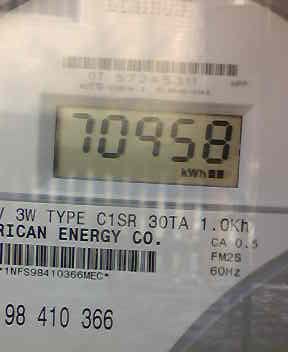 70958
kWh
V 3W TYPE C1SR 30TA 1.0Kh
RICAN ENERGY CO.
CA 0.5
FM2S
60Hz
*1NFS98410366MEC*
98 410 366